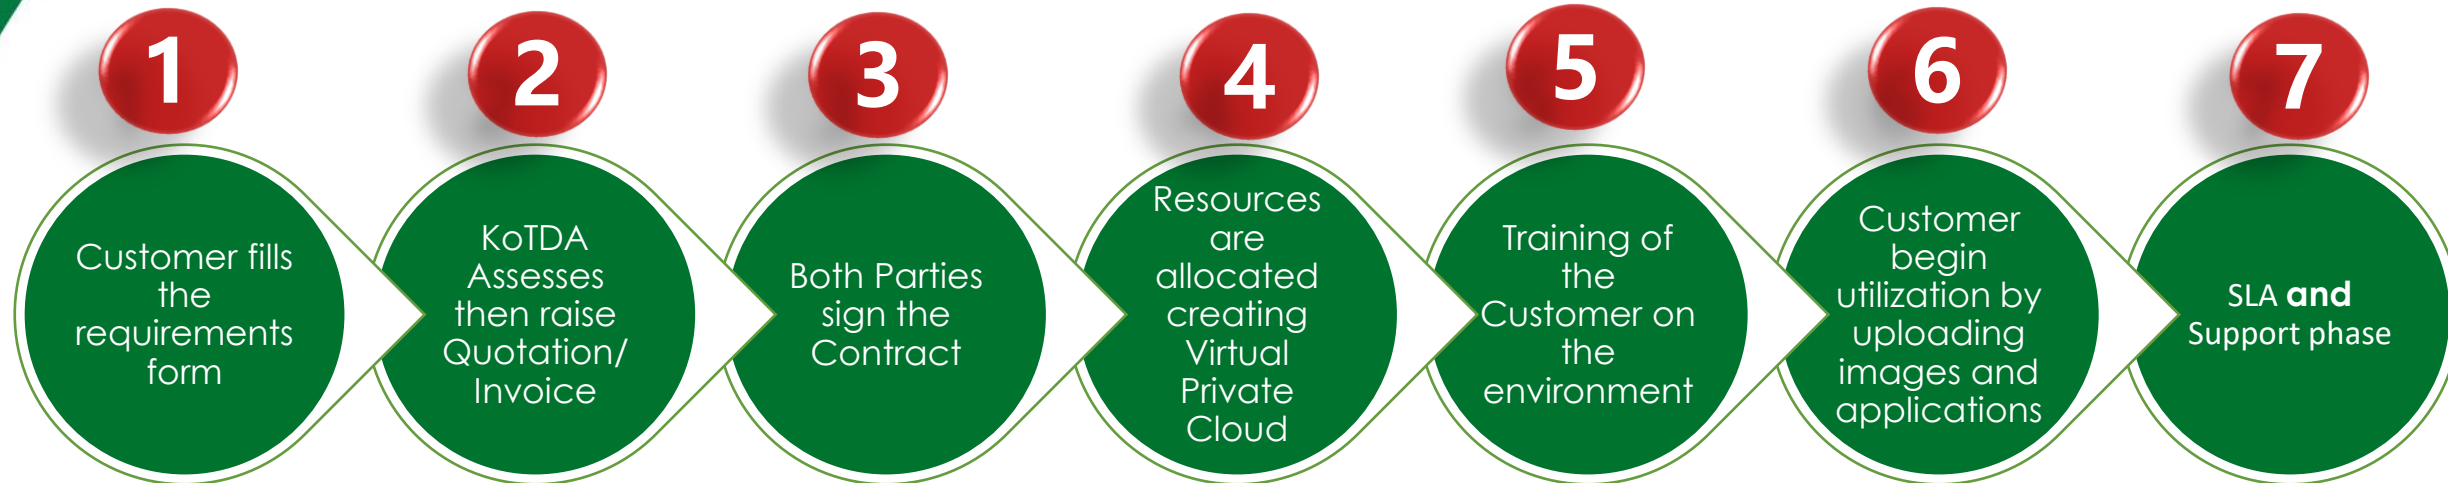 1
Customer fills
the
requirements
form
2
KoTDA
Assesses
then raise
Quotation/
Invoice
3
Both Parties
sign the
Contract
4
Resources
are
allocated
creating
Virtual
Private
Cloud
5
Training of
the
Customer on
the
environment
6
Customer
begin
utilization by
uploading
images and
applications
7
SLA and
Support phase